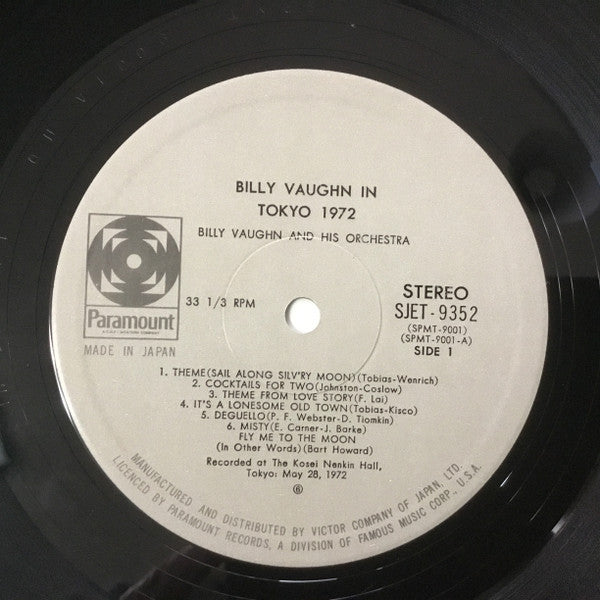 BILLY VAUGHN IN
TOKYO 1972
BILLY VAUGHN AND HIS ORCHESTRA
Paramount
MADE IN JAPAN
33 1/3 RPM
STEREO
SJET-9352
(SPMT-9001)
(SPMT-9001-A)
SIDE 1
1. THEME(SAIL ALONG SILV'RY MOON)(Tobias-Wenrich)
2. COCKTAILS FOR TWO(Johnston-Coslow)
3. THEME FROM LOVE STORY(F. Lai)
4. IT'S A LONESOME OLD TOWN(Tobias-Kisco)
5. DEGUELLO(P. F. Webster-D. Tiomkin)
6. MISTY(E. Carner-J. Borke)
FLY ME TO THE MOON
(In Other Words)(Bart Howard)
Recorded at The Kosei Nenkin Hall,
Tokyo: May 28, 1972
MANUFACTURED AND DISTRIBUTED BY VICTOR COMPANY OF JAPAN, LTD.
LICENCED BY PARAMOUNT RECORDS, A DIVISION OF FAMOUS MUSIC CORP., U.S.A.